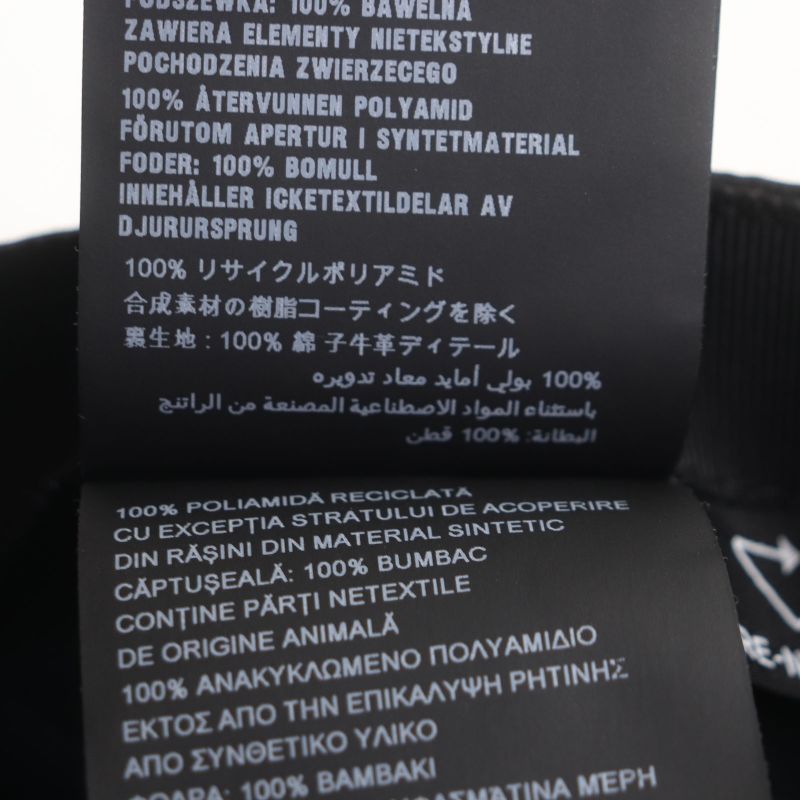 PODSZEWKA: 100% BAWEŁNA
ZAWIERA ELEMENTY NIETEKSTYLNE
POCHODZENIA ZWIERZECEGO
100% ÅTERVUNNEN POLYAMID
FÖRUTOM APERTUR I SYNTETMATERIAL
FODER: 100% BOMULL
INNEHÅLLER ICKETEXTILDELAR AV
DJURURSPRUNG
100% リサイクルポリアミド
合成素材の樹脂コーティングを除く
裏生地 : 100% 綿 子牛革ディテール
100% بولي أمايد معاد تدويره
باستثناء المواد الاصطناعية المصنعة من الراتنج
البطانة: 100% قطن
100% POLIAMIDĂ RECICLATĂ
CU EXCEPȚIA STRATULUI DE ACOPERIRE
DIN RĂȘINI DIN MATERIAL SINTETIC
CĂPTUȘEALĂ: 100% BUMBAC
CONȚINE PĂRȚI NETEXTILE
DE ORIGINE ANIMALĂ
100% ΑΝΑΚΥΚΛΩΜΕΝΟ ΠΟΛΥΑΜΙΔΙΟ
ΕΚΤΟΣ ΑΠΟ ΤΗΝ ΕΠΙΚΑΛΥΨΗ ΡΗΤΙΝΗΣ
ΑΠΟ ΣΥΝΘΕΤΙΚΟ ΥΛΙΚΟ
ΦΟΔΡΑ: 100% ΒΑΜΒΑΚΙ
ΜΕΡΗ